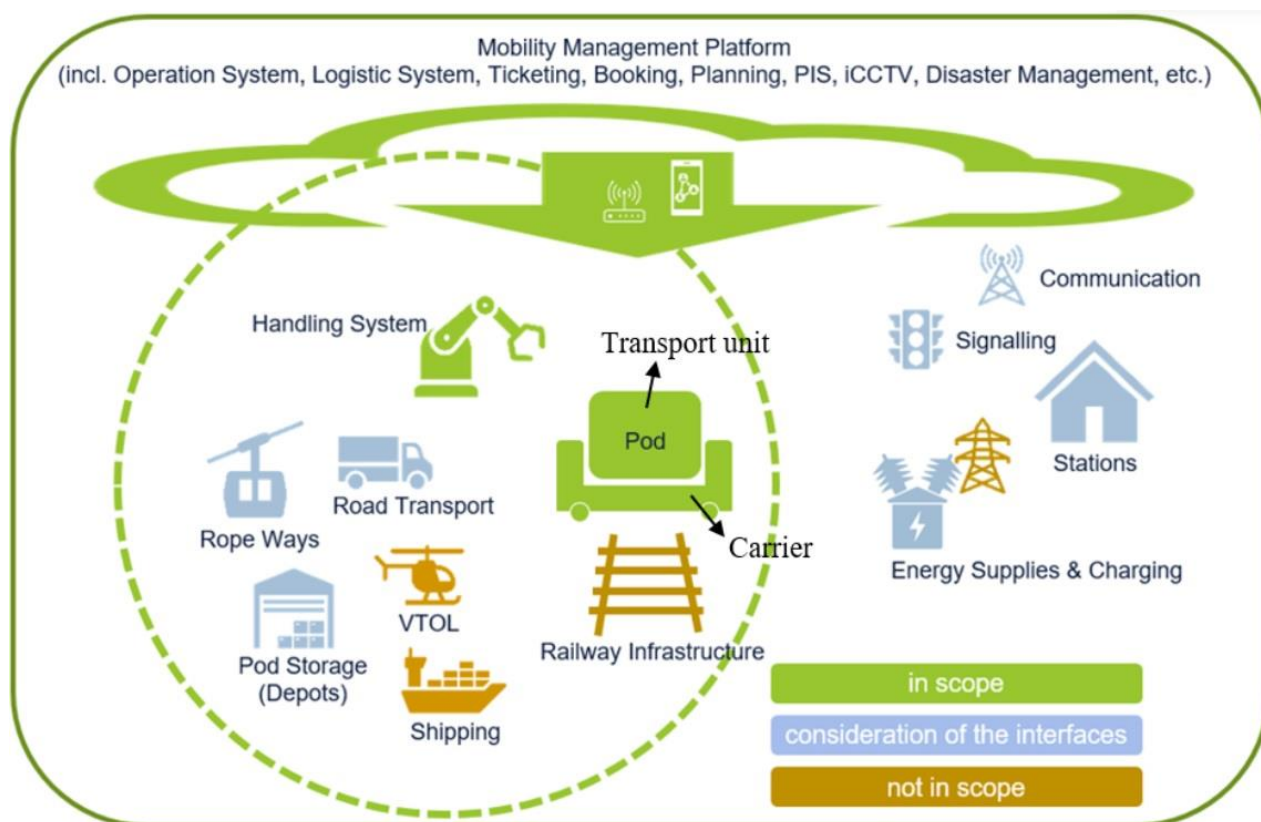 Mobility Management Platform
(incl. Operation System, Logistic System, Ticketing, Booking, Planning, PIS, iCCTV, Disaster Management, etc.)
Communication
Handling System
Signalling
Transport unit
Pod
Stations
Road Transport
Rope Ways
Carrier
Energy Supplies & Charging
VTOL
Railway Infrastructure
Pod Storage
(Depots)
Shipping
in scope
consideration of the interfaces
not in scope